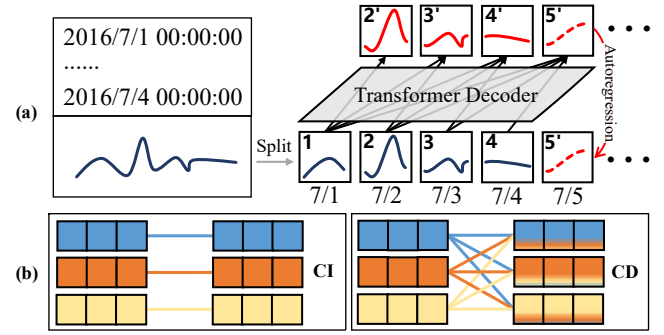 (a)
2016/7/1 00:00:00
......
2016/7/4 00:00:00
Split
2' 3' 4' 5'
Transformer Decoder
Autoregression
1 2 3 4 5'
7/1 7/2 7/3 7/4 7/5
(b)
CI
CD